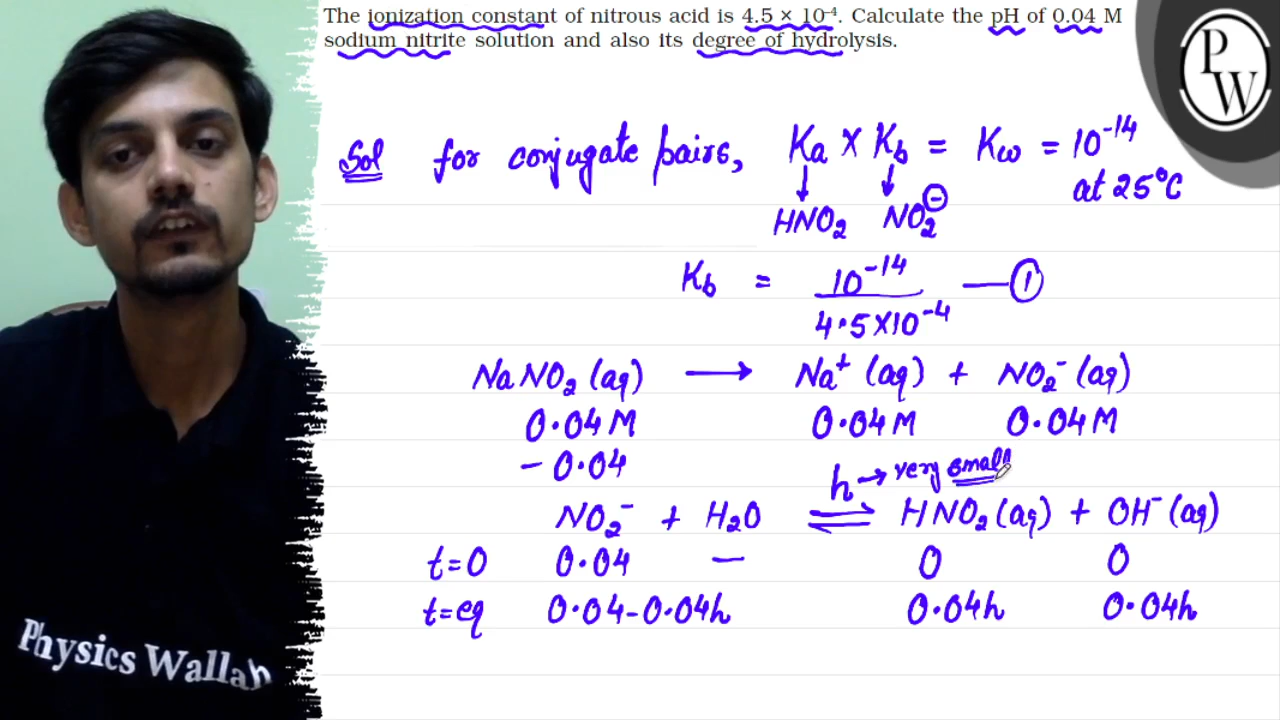 The ionization constant of nitrous acid is 4.5 × 10⁻⁴. Calculate the pH of 0.04 M
sodium nitrite solution and also its degree of hydrolysis.
P
W
Sol for conjugate pairs, Ka × Kb = Kw = 10⁻¹⁴
at 25°C
HNO₂ NO₂⊖
Kb = 10⁻¹⁴ / 4.5×10⁻⁴ — ①
NaNO₂ (aq) → Na⁺ (aq) + NO₂⁻ (aq)
0.04M 0.04M 0.04M
- 0.04
h → very small
NO₂⁻ + H₂O ⇌ HNO₂ (aq) + OH⁻ (aq)
t=0 0.04 — 0 0
t=eq 0.04-0.04h 0.04h 0.04h
Physics Wallah